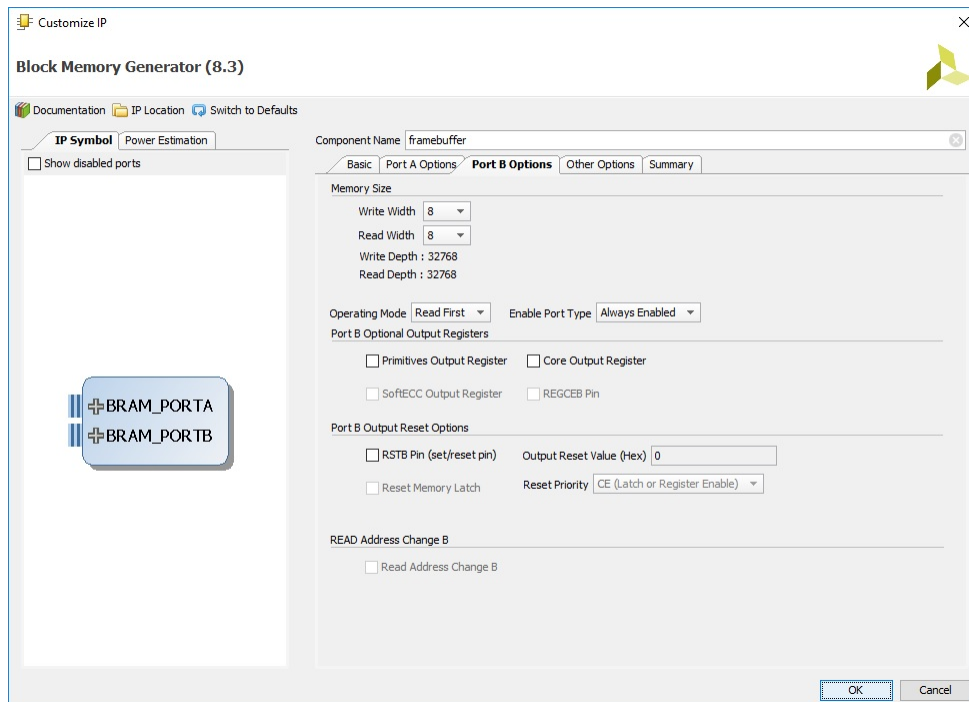 Customize IP
Block Memory Generator (8.3)
Documentation IP Location Switch to Defaults
IP Symbol Power Estimation
Show disabled ports
BRAM_PORTA
BRAM_PORTB
Component Name framebuffer
Basic Port A Options Port B Options Other Options Summary
Memory Size
Write Width 8
Read Width 8
Write Depth : 32768
Read Depth : 32768
Operating Mode Read First Enable Port Type Always Enabled
Port B Optional Output Registers
Primitives Output Register Core Output Register
SoftECC Output Register REGCEB Pin
Port B Output Reset Options
RSTB Pin (set/reset pin) Output Reset Value (Hex) 0
Reset Memory Latch Reset Priority CE (Latch or Register Enable)
READ Address Change B
Read Address Change B
OK Cancel